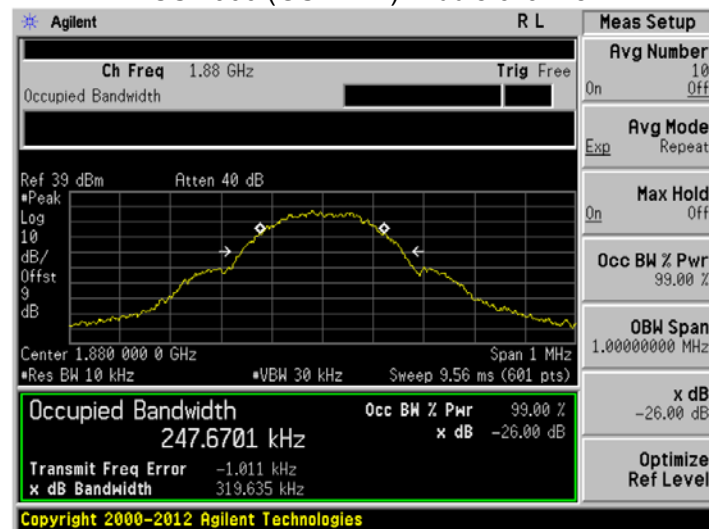 Agilent R L Meas Setup
Ch Freq 1.88 GHz Trig Free
Occupied Bandwidth
Avg Number
10
On Off
Avg Mode
Exp Repeat
Max Hold
On Off
Occ BW % Pwr
99.00 %
OBW Span
1.00000000 MHz
x dB
-26.00 dB
Optimize
Ref Level
Ref 39 dBm Atten 40 dB
#Peak
Log
10
dB/
Offst
9
dB
Center 1.880 000 0 GHz Span 1 MHz
#Res BW 10 kHz #VBW 30 kHz Sweep 9.56 ms (601 pts)
Occupied Bandwidth Occ BW % Pwr 99.00 %
247.6701 kHz x dB -26.00 dB
Transmit Freq Error -1.011 kHz
x dB Bandwidth 319.635 kHz
Copyright 2000-2012 Agilent Technologies